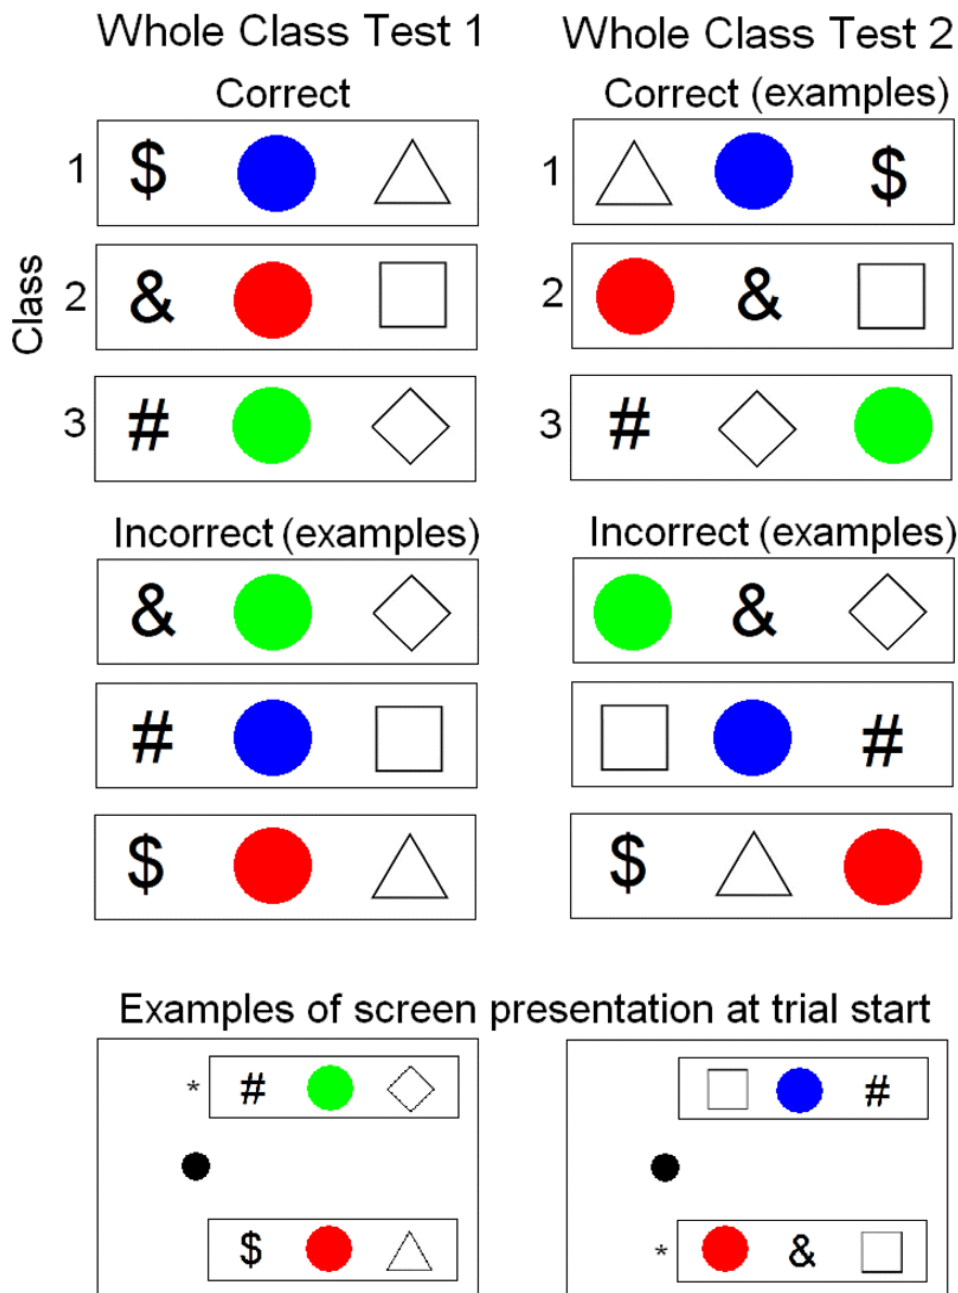 Whole Class Test 1
Whole Class Test 2
Correct
Correct (examples)
Class
1 $
1 $
2 &
2 &
3 #
3 #
Incorrect (examples)
Incorrect (examples)
&
&
#
#
$
$
Examples of screen presentation at trial start
* #
#
$
* &